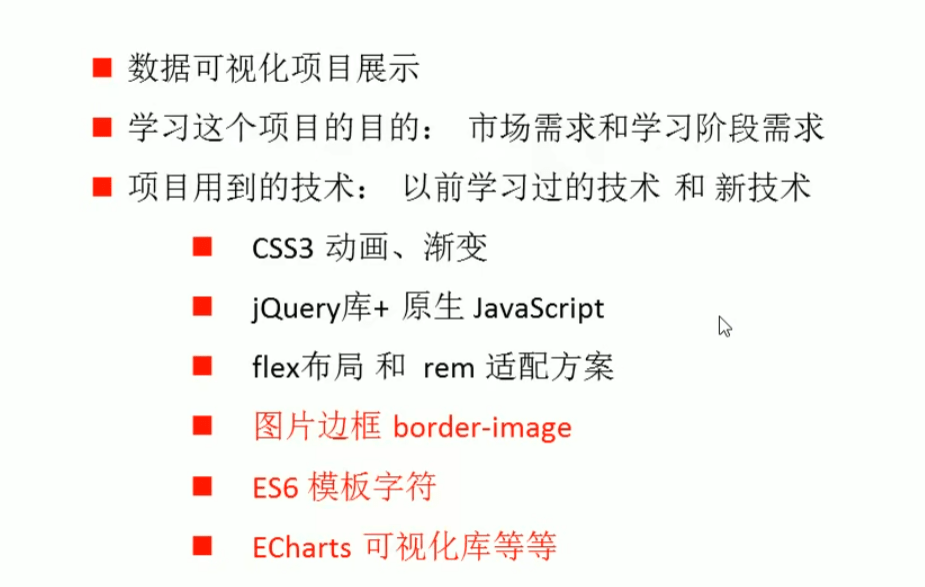 数据可视化项目展示
学习这个项目的目的： 市场需求和学习阶段需求
项目用到的技术： 以前学习过的技术 和 新技术
CSS3 动画、渐变
jQuery库+ 原生 JavaScript
flex布局 和 rem 适配方案
图片边框 border-image
ES6 模板字符
ECharts 可视化库等等